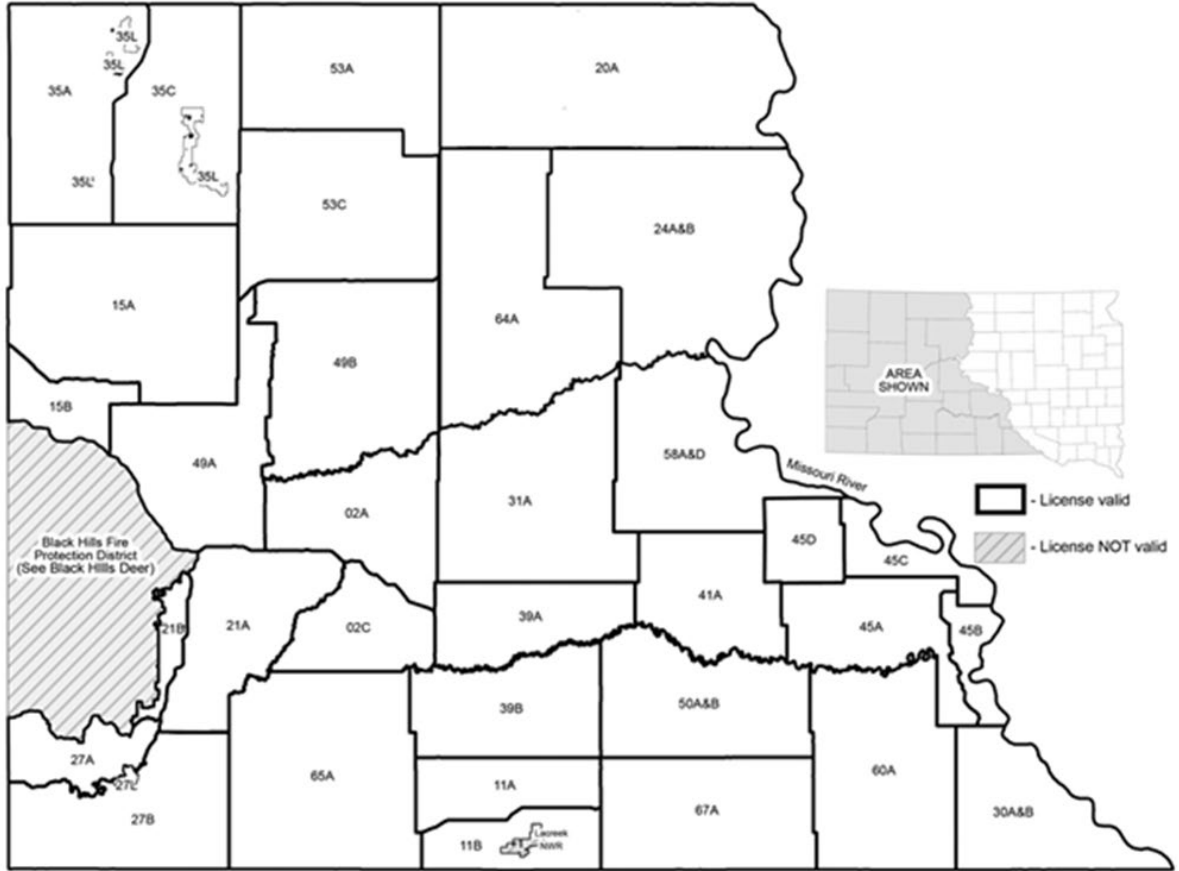 35L
35L
35A
35C
53A
20A
35L
35L
53C
24A&B
15A
64A
49B
AREA
SHOWN
15B
49A
58A&D
Missouri River
- License valid
31A
02A
Black Hills Fire
Protection District
(See Black HIlls Deer)
45D
- License NOT valid
45C
41A
39A
21B
21A
02C
45A
45B
39B
50A&B
27A
27L
65A
11A
60A
67A
30A&B
27B
11B
Lacreek
NWR